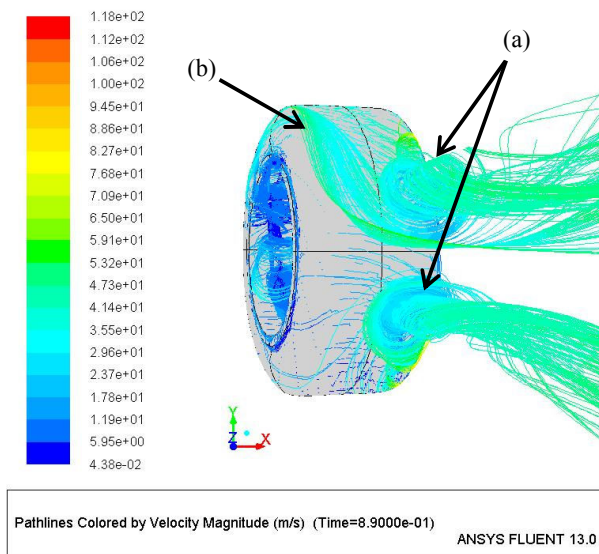 1.18e+02
1.12e+02
1.06e+02
1.00e+02
9.45e+01
8.86e+01
8.27e+01
7.68e+01
7.09e+01
6.50e+01
5.91e+01
5.32e+01
4.73e+01
4.14e+01
3.55e+01
2.96e+01
2.37e+01
1.78e+01
1.19e+01
5.95e+00
4.38e-02
(a)
(b)
Y
Z X
Pathlines Colored by Velocity Magnitude (m/s) (Time=8.9000e-01)
ANSYS FLUENT 13.0